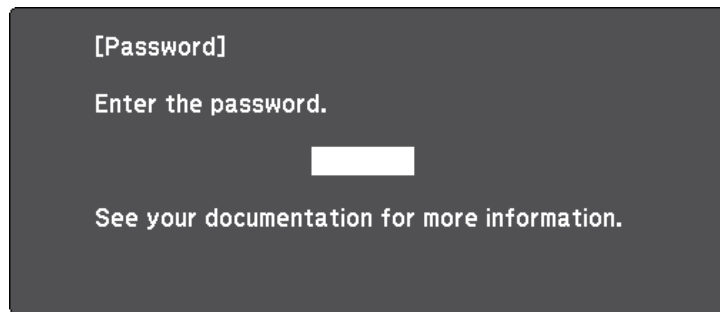 [Password]
Enter the password.
See your documentation for more information.